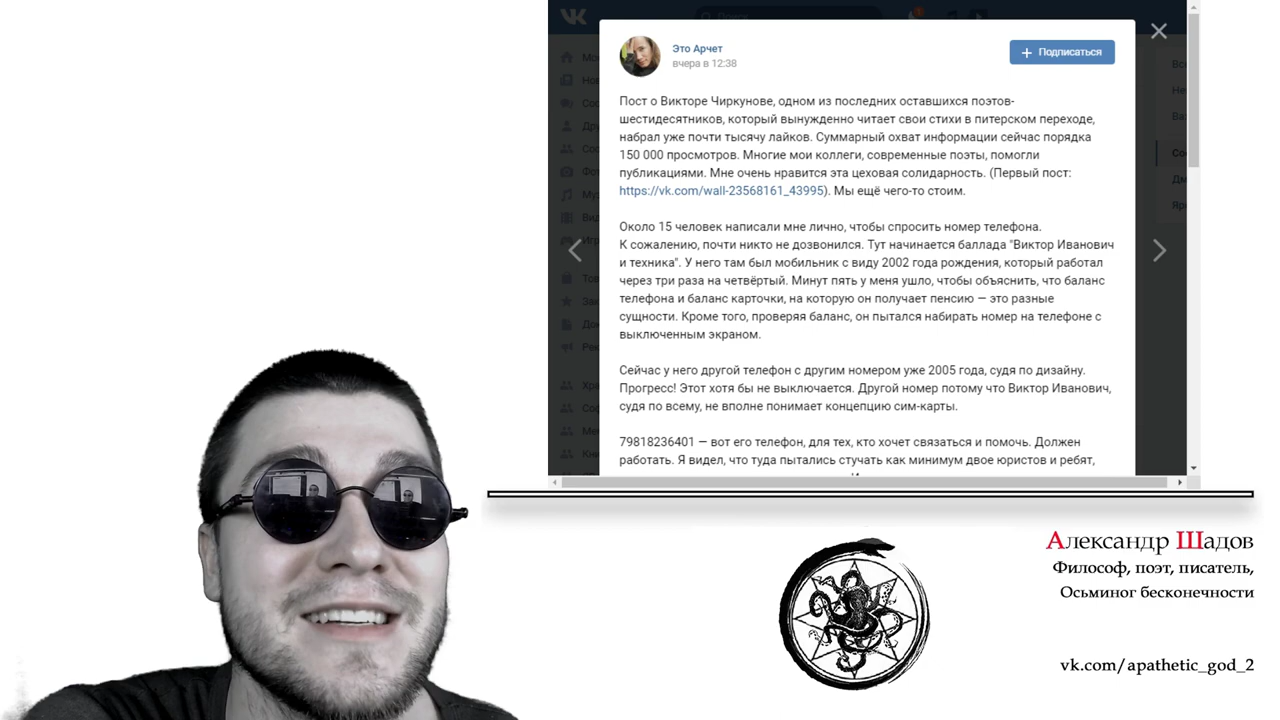 Это Арчет
вчера в 12:38
Подписаться
Пост о Викторе Чиркунове, одном из последних оставшихся поэтов-
шестидесятников, который вынужденно читает свои стихи в питерском переходе,
набрал уже почти тысячу лайков. Суммарный охват информации сейчас порядка
150 000 просмотров. Многие мои коллеги, современные поэты, помогли
публикациями. Мне очень нравится эта цеховая солидарность. (Первый пост:
https://vk.com/wall-23568161_43995). Мы ещё чего-то стоим.
Около 15 человек написали мне лично, чтобы спросить номер телефона.
К сожалению, почти никто не дозвонился. Тут начинается баллада "Виктор Иванович
и техника". У него там был мобильник с виду 2002 года рождения, который работал
через три раза на четвёртый. Минут пять у меня ушло, чтобы объяснить, что баланс
телефона и баланс карточки, на которую он получает пенсию — это разные
сущности. Кроме того, проверяя баланс, он пытался набирать номер на телефоне с
выключенным экраном.
Сейчас у него другой телефон с другим номером уже 2005 года, судя по дизайну.
Прогресс! Этот хотя бы не выключается. Другой номер потому что Виктор Иванович,
судя по всему, не вполне понимает концепцию сим-карты.
79818236401 — вот его телефон, для тех, кто хочет связаться и помочь. Должен
работать. Я видел, что туда пытались стучать как минимум двое юристов и ребят,
Александр Шадов
Философ, поэт, писатель,
Осьминог бесконечности
vk.com/apathetic_god_2